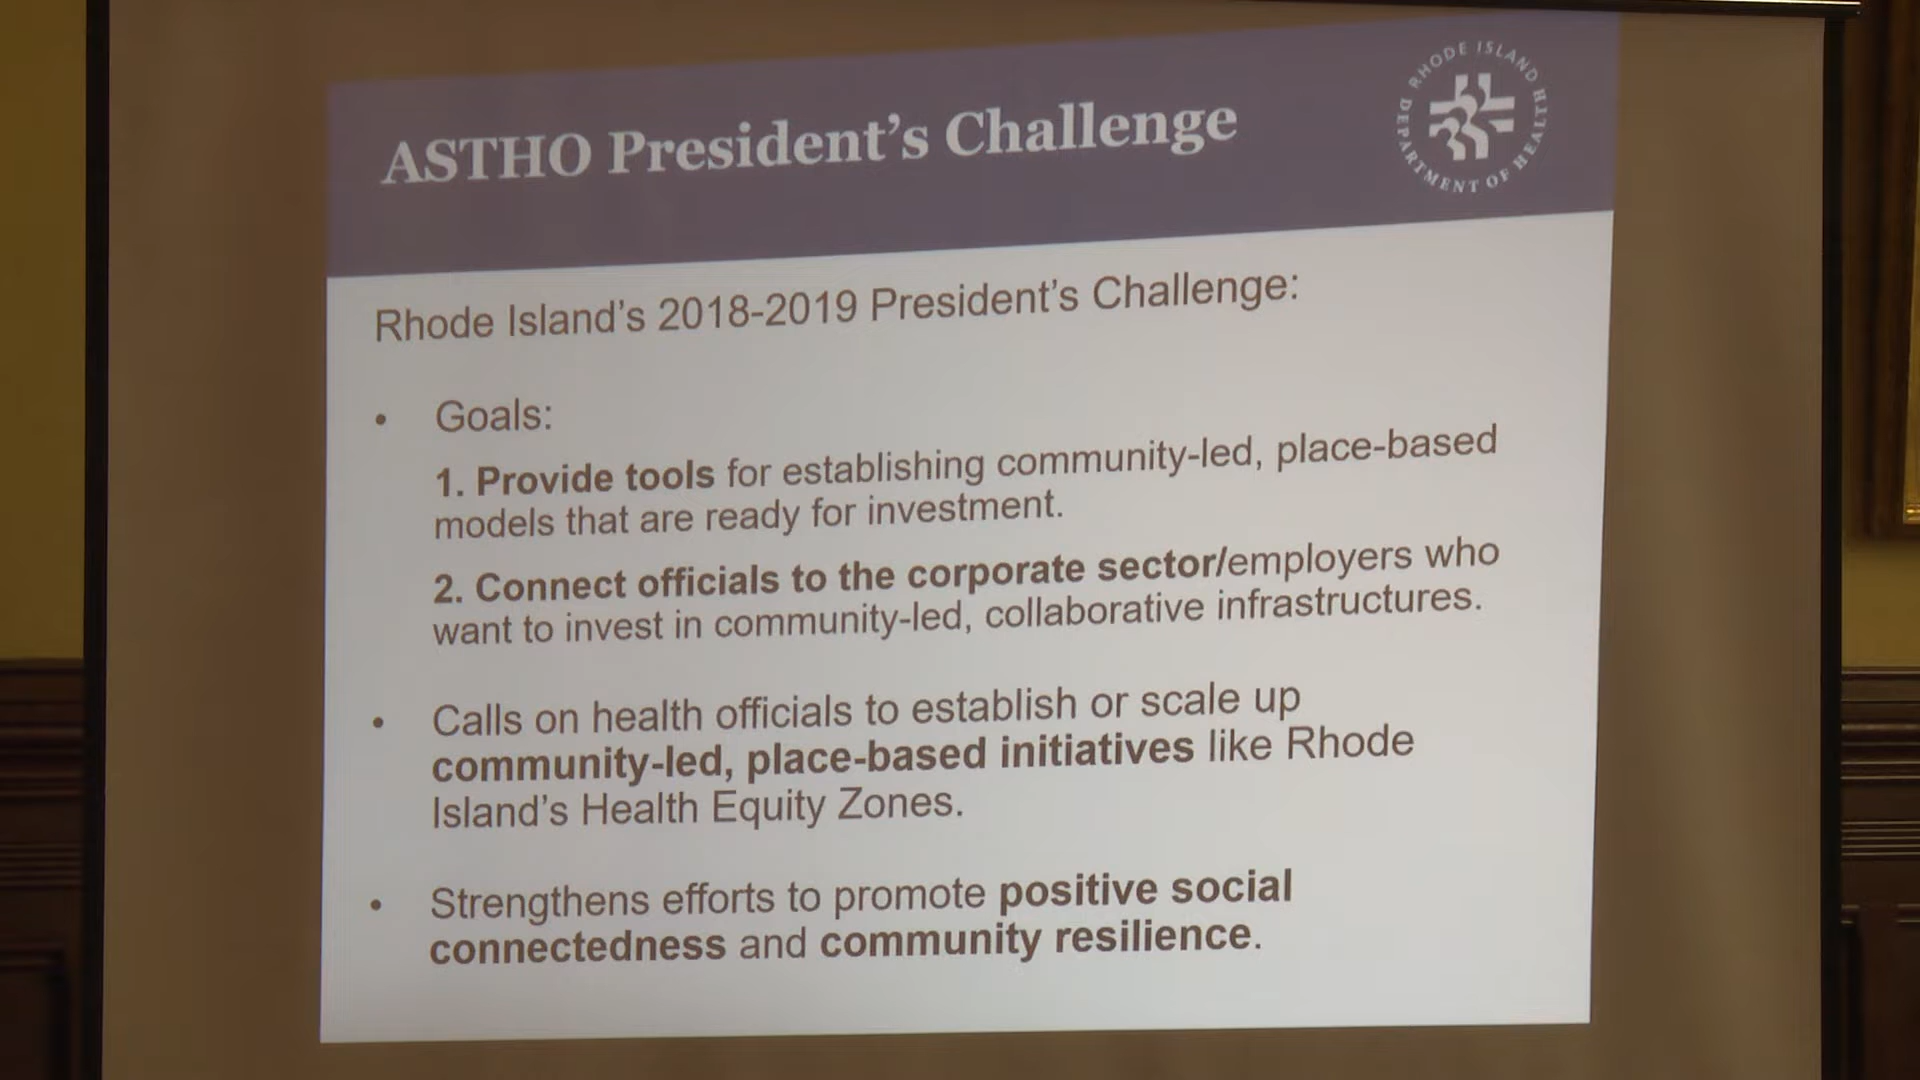 ASTHO President's Challenge
RHODE ISLAND
DEPARTMENT OF HEALTH
Rhode Island's 2018-2019 President's Challenge:
• Goals:
1. Provide tools for establishing community-led, place-based
models that are ready for investment.
2. Connect officials to the corporate sector/employers who
want to invest in community-led, collaborative infrastructures.
• Calls on health officials to establish or scale up
community-led, place-based initiatives like Rhode
Island's Health Equity Zones.
• Strengthens efforts to promote positive social
connectedness and community resilience.